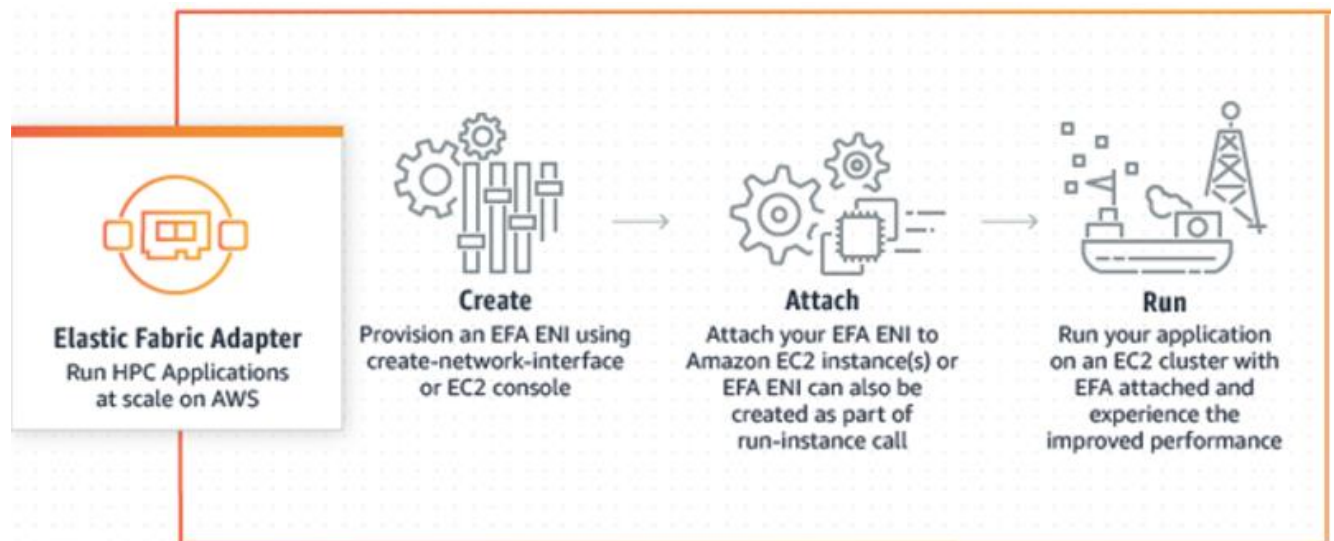 Elastic Fabric Adapter
Run HPC Applications
at scale on AWS
Create
Provision an EFA ENI using
create-network-interface
or EC2 console
Attach
Attach your EFA ENI to
Amazon EC2 instance(s) or
EFA ENI can also be
created as part of
run-instance call
Run
Run your application
on an EC2 cluster with
EFA attached and
experience the
improved performance